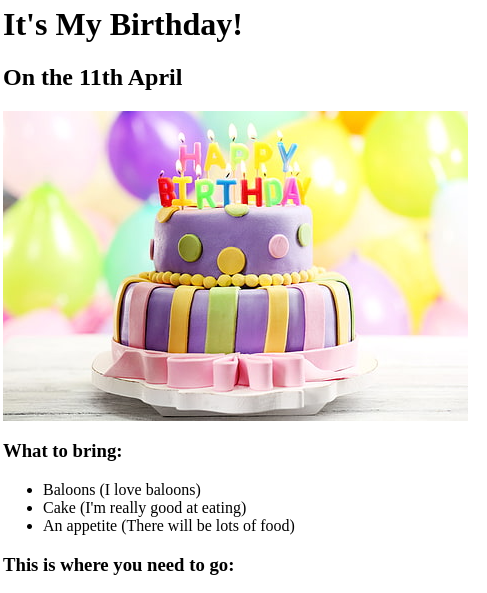 It's My Birthday!
On the 11th April
HAPPY
BIRTHDAY
What to bring:
Baloons (I love baloons)
Cake (I'm really good at eating)
An appetite (There will be lots of food)
This is where you need to go: